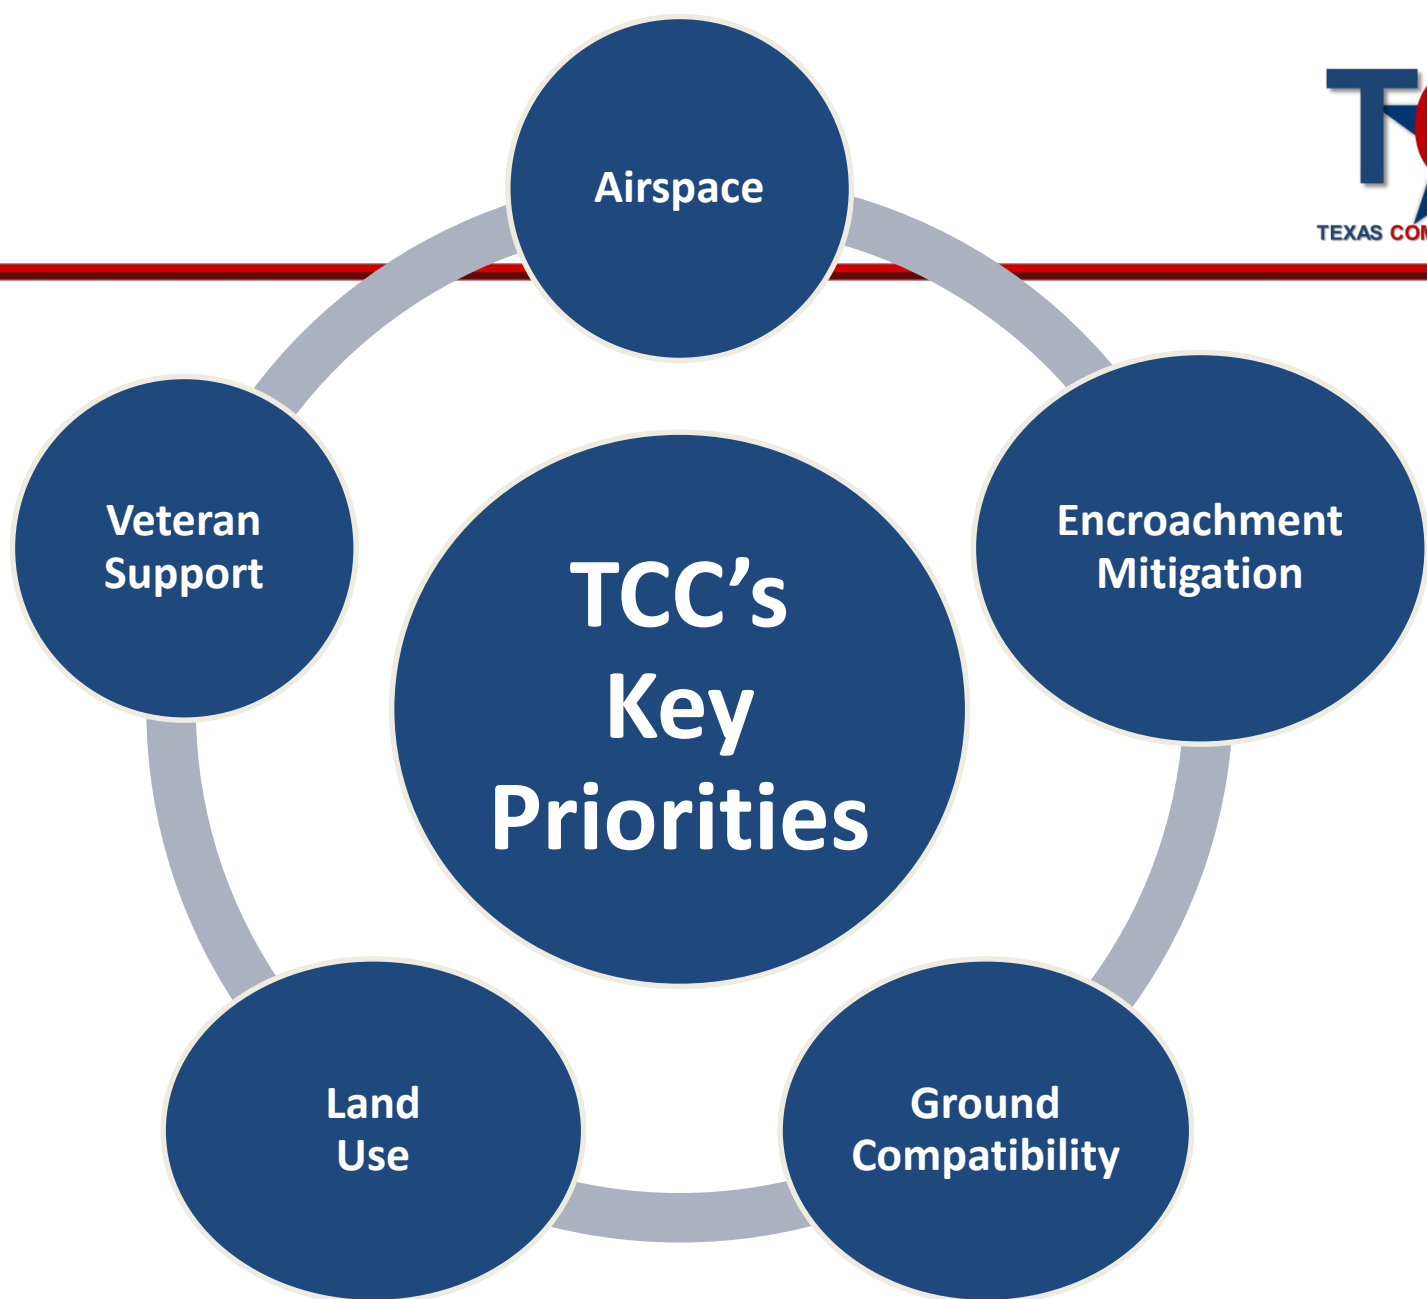 Airspace
TEXAS
Encroachment
Mitigation
Veteran
Support
TCC’s
Key
Priorities
Land
Use
Ground
Compatibility